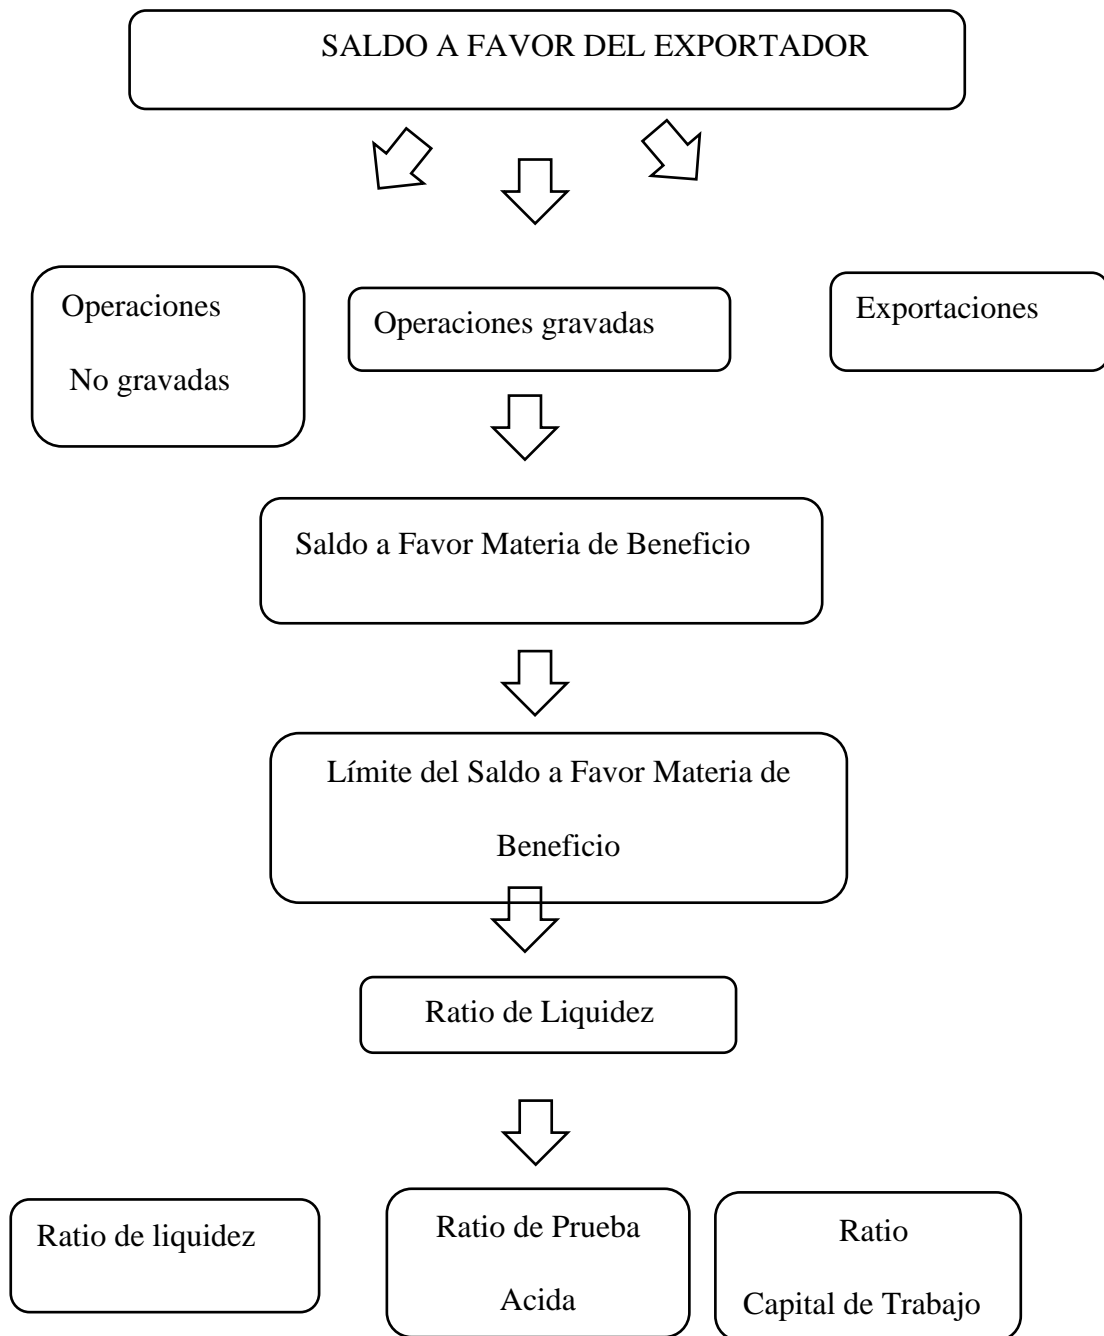 SALDO A FAVOR DEL EXPORTADOR
Operaciones
No gravadas
Operaciones gravadas
Exportaciones
Saldo a Favor Materia de Beneficio
Límite del Saldo a Favor Materia de
Beneficio
Ratio de Liquidez
Ratio de liquidez
Ratio de Prueba
Acida
Ratio
Capital de Trabajo